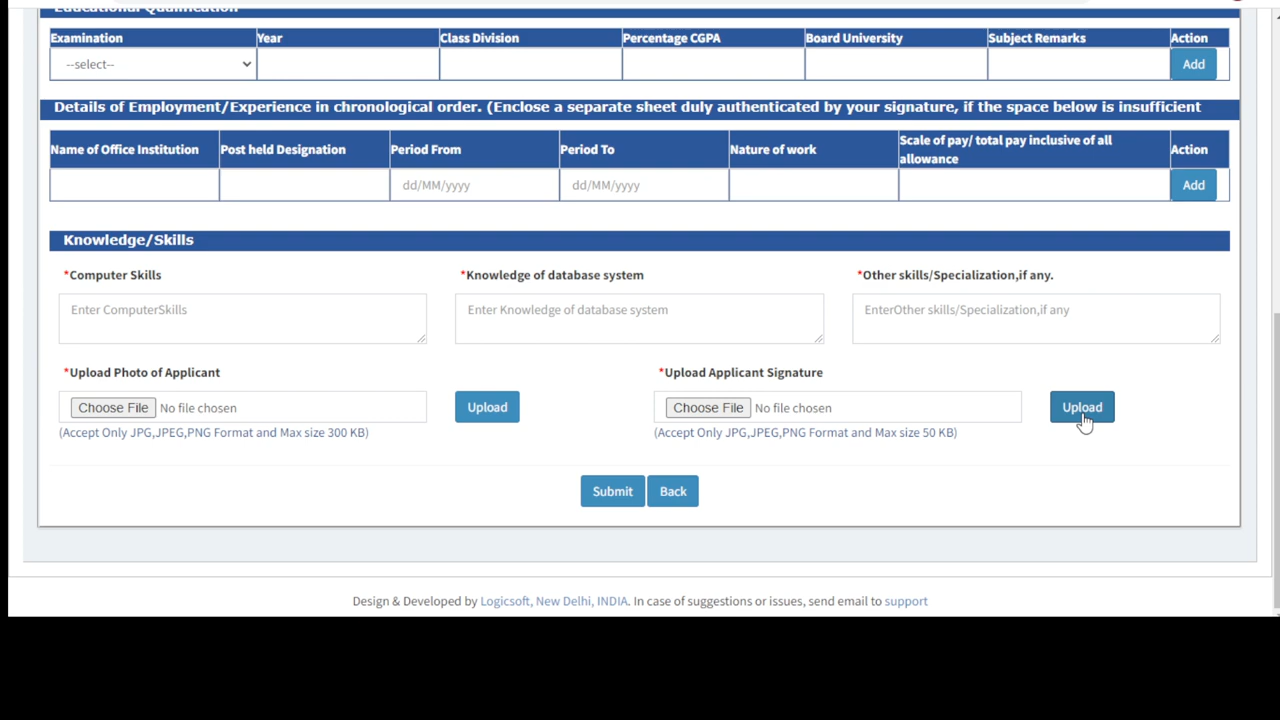 Educational Qualification
Examination Year Class Division Percentage CGPA Board University Subject Remarks Action
--select-- Add
Details of Employment/Experience in chronological order. (Enclose a separate sheet duly authenticated by your signature, if the space below is insufficient
Name of Office Institution Post held Designation Period From Period To Nature of work Scale of pay/ total pay inclusive of all allowance Action
dd/MM/yyyy dd/MM/yyyy Add
Knowledge/Skills
*Computer Skills *Knowledge of database system *Other skills/Specialization,if any.
Enter ComputerSkills Enter Knowledge of database system EnterOther skills/Specialization,if any
*Upload Photo of Applicant *Upload Applicant Signature
Choose File No file chosen Upload Choose File No file chosen Upload
(Accept Only JPG,JPEG,PNG Format and Max size 300 KB) (Accept Only JPG,JPEG,PNG Format and Max size 50 KB)
Submit Back
Design & Developed by Logicsoft, New Delhi, INDIA. In case of suggestions or issues, send email to support